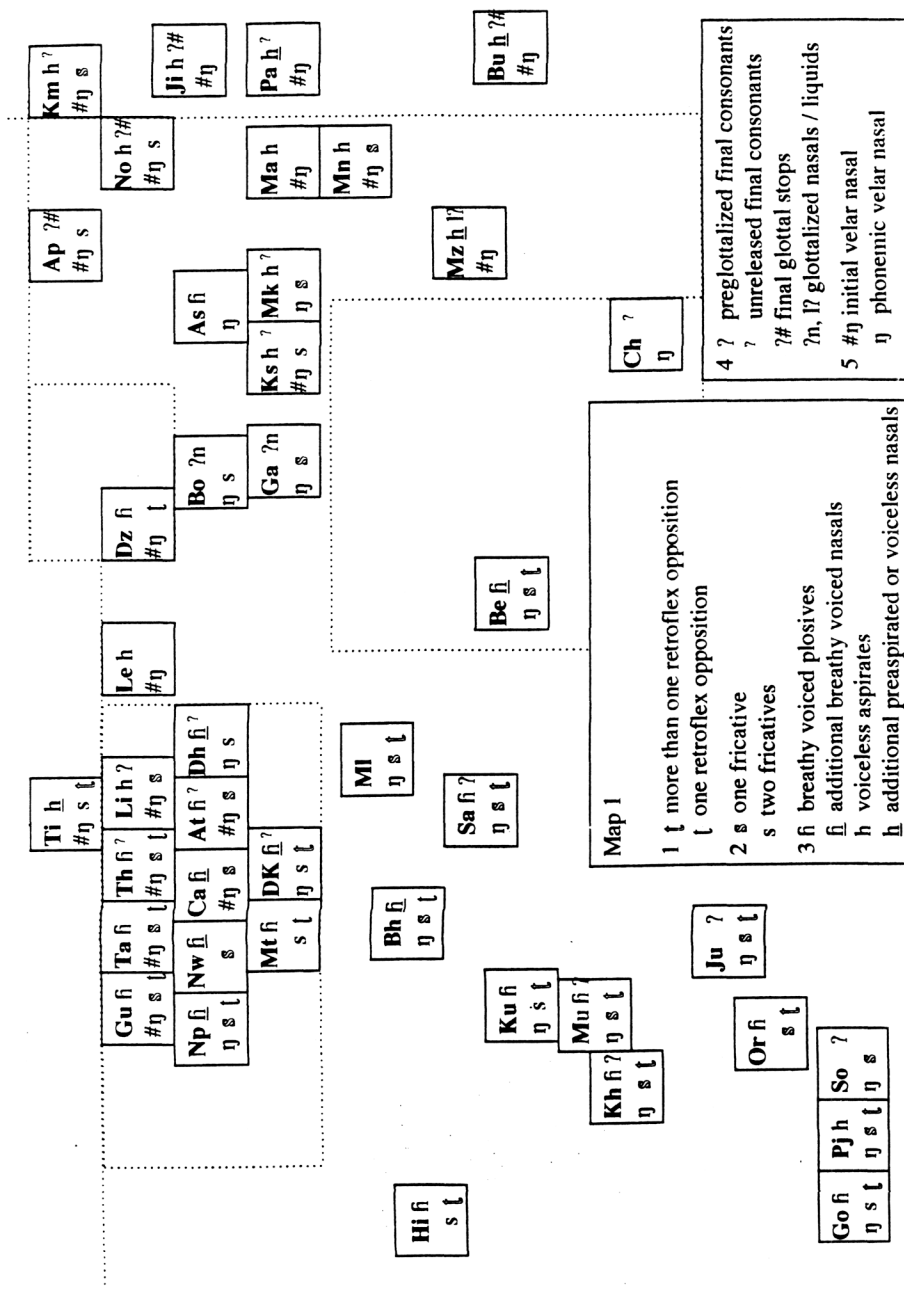 Ti h̲
#ŋ s ʈ
Ap ʔ#
#ŋ s
Km h ʔ
#ŋ ꞩ
Gu ɦ
#ŋ s ʈ
Ta ɦ
#ŋ s ʈ
Th ɦ ʔ
#ŋ s ʈ
Li h ʔ
#ŋ ꞩ
Le h
#ŋ
Dz ɦ
#ŋ ʈ
No h ʔ#
#ŋ s
Ji h ʔ#
#ŋ
Np ɦ̲
ŋ s ʈ
Nw ɦ̲
ꞩ
Ca ɦ̲
#ŋ ꞩ
At ɦ ʔ
#ŋ ꞩ
Dh ɦ̲ ʔ
ŋ s
Bo ʔn
ŋ s
As ɦ
ŋ
Mt ɦ
s ʈ
DK ɦ̲ ʔ
ŋ s ʈ
Ga ʔn
ŋ ꞩ
Ks h ʔ
#ŋ s
Mk h ʔ
ŋ ꞩ
Ma h
#ŋ
Pa h̲ ʔ
#ŋ
Mn h
#ŋ ꞩ
Ml
ŋ ꞩ ʈ
Bh ɦ̲
ŋ ꞩ ʈ
Hi ɦ
s ʈ
Mz h̲ lʔ
#ŋ
Sa ɦ ʔ
ŋ ꞩ ʈ
Be ɦ̲
ŋ ꞩ ʈ
Bu h̲ ʔ#
#ŋ
Ku ɦ
ŋ s ʈ
Mu ɦ ʔ
ŋ ꞩ ʈ
Kh ɦ ʔ
ŋ ꞩ ʈ
Ch ʔ
ŋ
Ju ʔ
ŋ ꞩ ʈ
Or ɦ
ꞩ ʈ
Go ɦ
ŋ s ʈ
Pj h
ŋ ꞩ ʈ
So ʔ
ŋ ꞩ
Map 1
1 ʈ more than one retroflex opposition
ʈ one retroflex opposition
2 ꞩ one fricative
s two fricatives
3 ɦ breathy voiced plosives
ɦ̲ additional breathy voiced nasals
h voiceless aspirates
h̲ additional preaspirated or voiceless nasals
4 ʔ preglottalized final consonants
ʔ unreleased final consonants
ʔ# final glottal stops
ʔn, lʔ glottalized nasals / liquids
5 #ŋ initial velar nasal
ŋ phonemic velar nasal